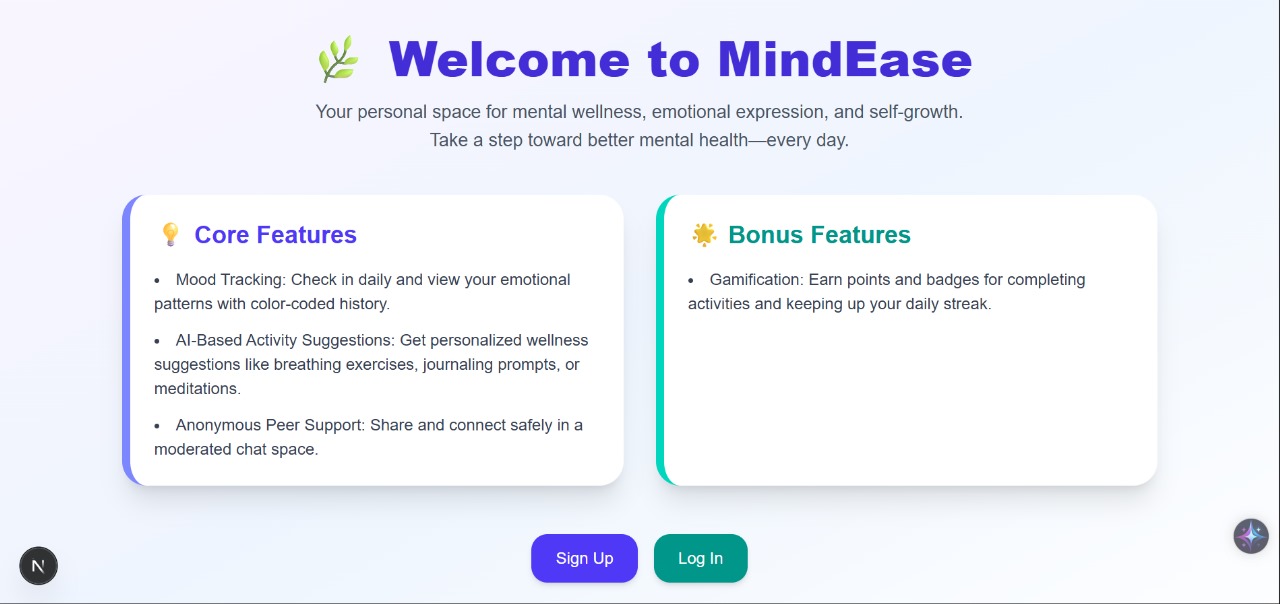 Welcome to MindEase
Your personal space for mental wellness, emotional expression, and self-growth.
Take a step toward better mental health—every day.
Core Features
• Mood Tracking: Check in daily and view your emotional
patterns with color-coded history.
• AI-Based Activity Suggestions: Get personalized wellness
suggestions like breathing exercises, journaling prompts, or
meditations.
• Anonymous Peer Support: Share and connect safely in a
moderated chat space.
Bonus Features
• Gamification: Earn points and badges for completing
activities and keeping up your daily streak.
Sign Up
Log In
N